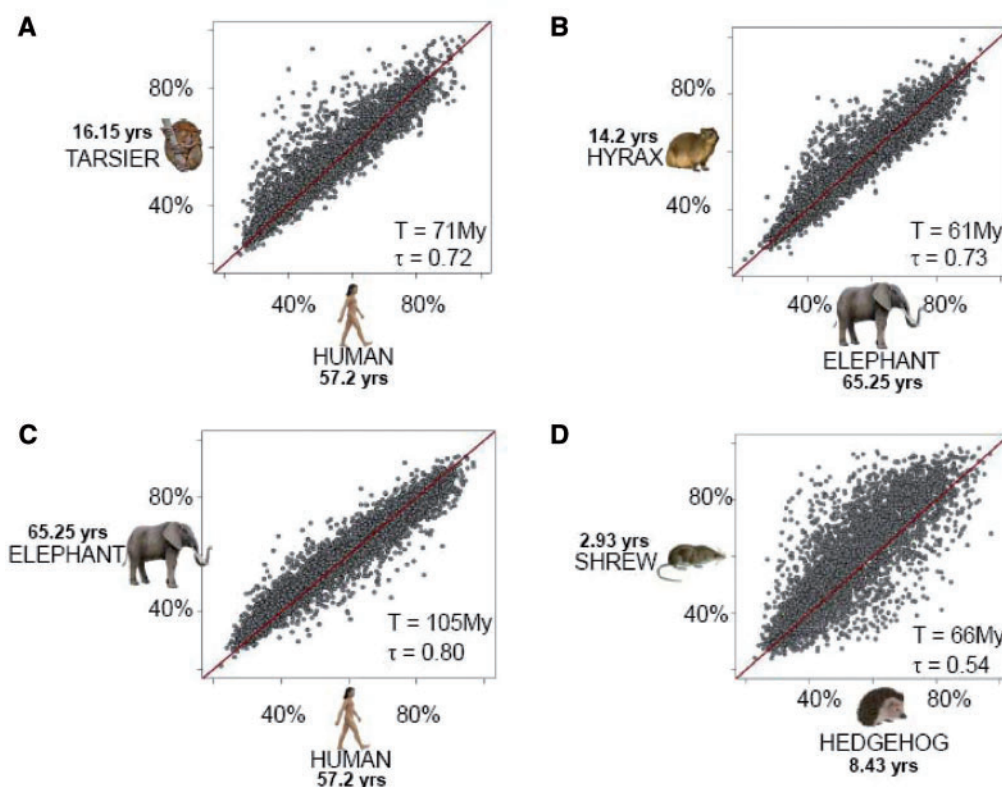 A
80%
16.15 yrs
TARSIER
40%
T = 71My
τ = 0.72
40% 80%
HUMAN
57.2 yrs
B
80%
14.2 yrs
HYRAX
40%
T = 61My
τ = 0.73
40% 80%
ELEPHANT
65.25 yrs
C
80%
65.25 yrs
ELEPHANT
40%
T = 105My
τ = 0.80
40% 80%
HUMAN
57.2 yrs
D
80%
2.93 yrs
SHREW
40%
T = 66My
τ = 0.54
40% 80%
HEDGEHOG
8.43 yrs